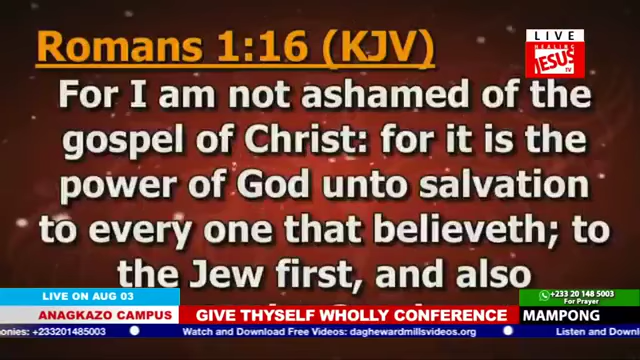 Romans 1:16 (KJV)
LIVE
HEALING
JESUS
TV
For I am not ashamed of the
gospel of Christ: for it is the
power of God unto salvation
to every one that believeth; to
the Jew first, and also
LIVE ON AUG 03
+233 20 148 5003
For Prayer
ANAGKAZO CAMPUS
GIVE THYSELF WHOLLY CONFERENCE
MAMPONG
onies: +233201485003 Watch and Download Free Videos: daghewardmillsvideos.org Listen and Down